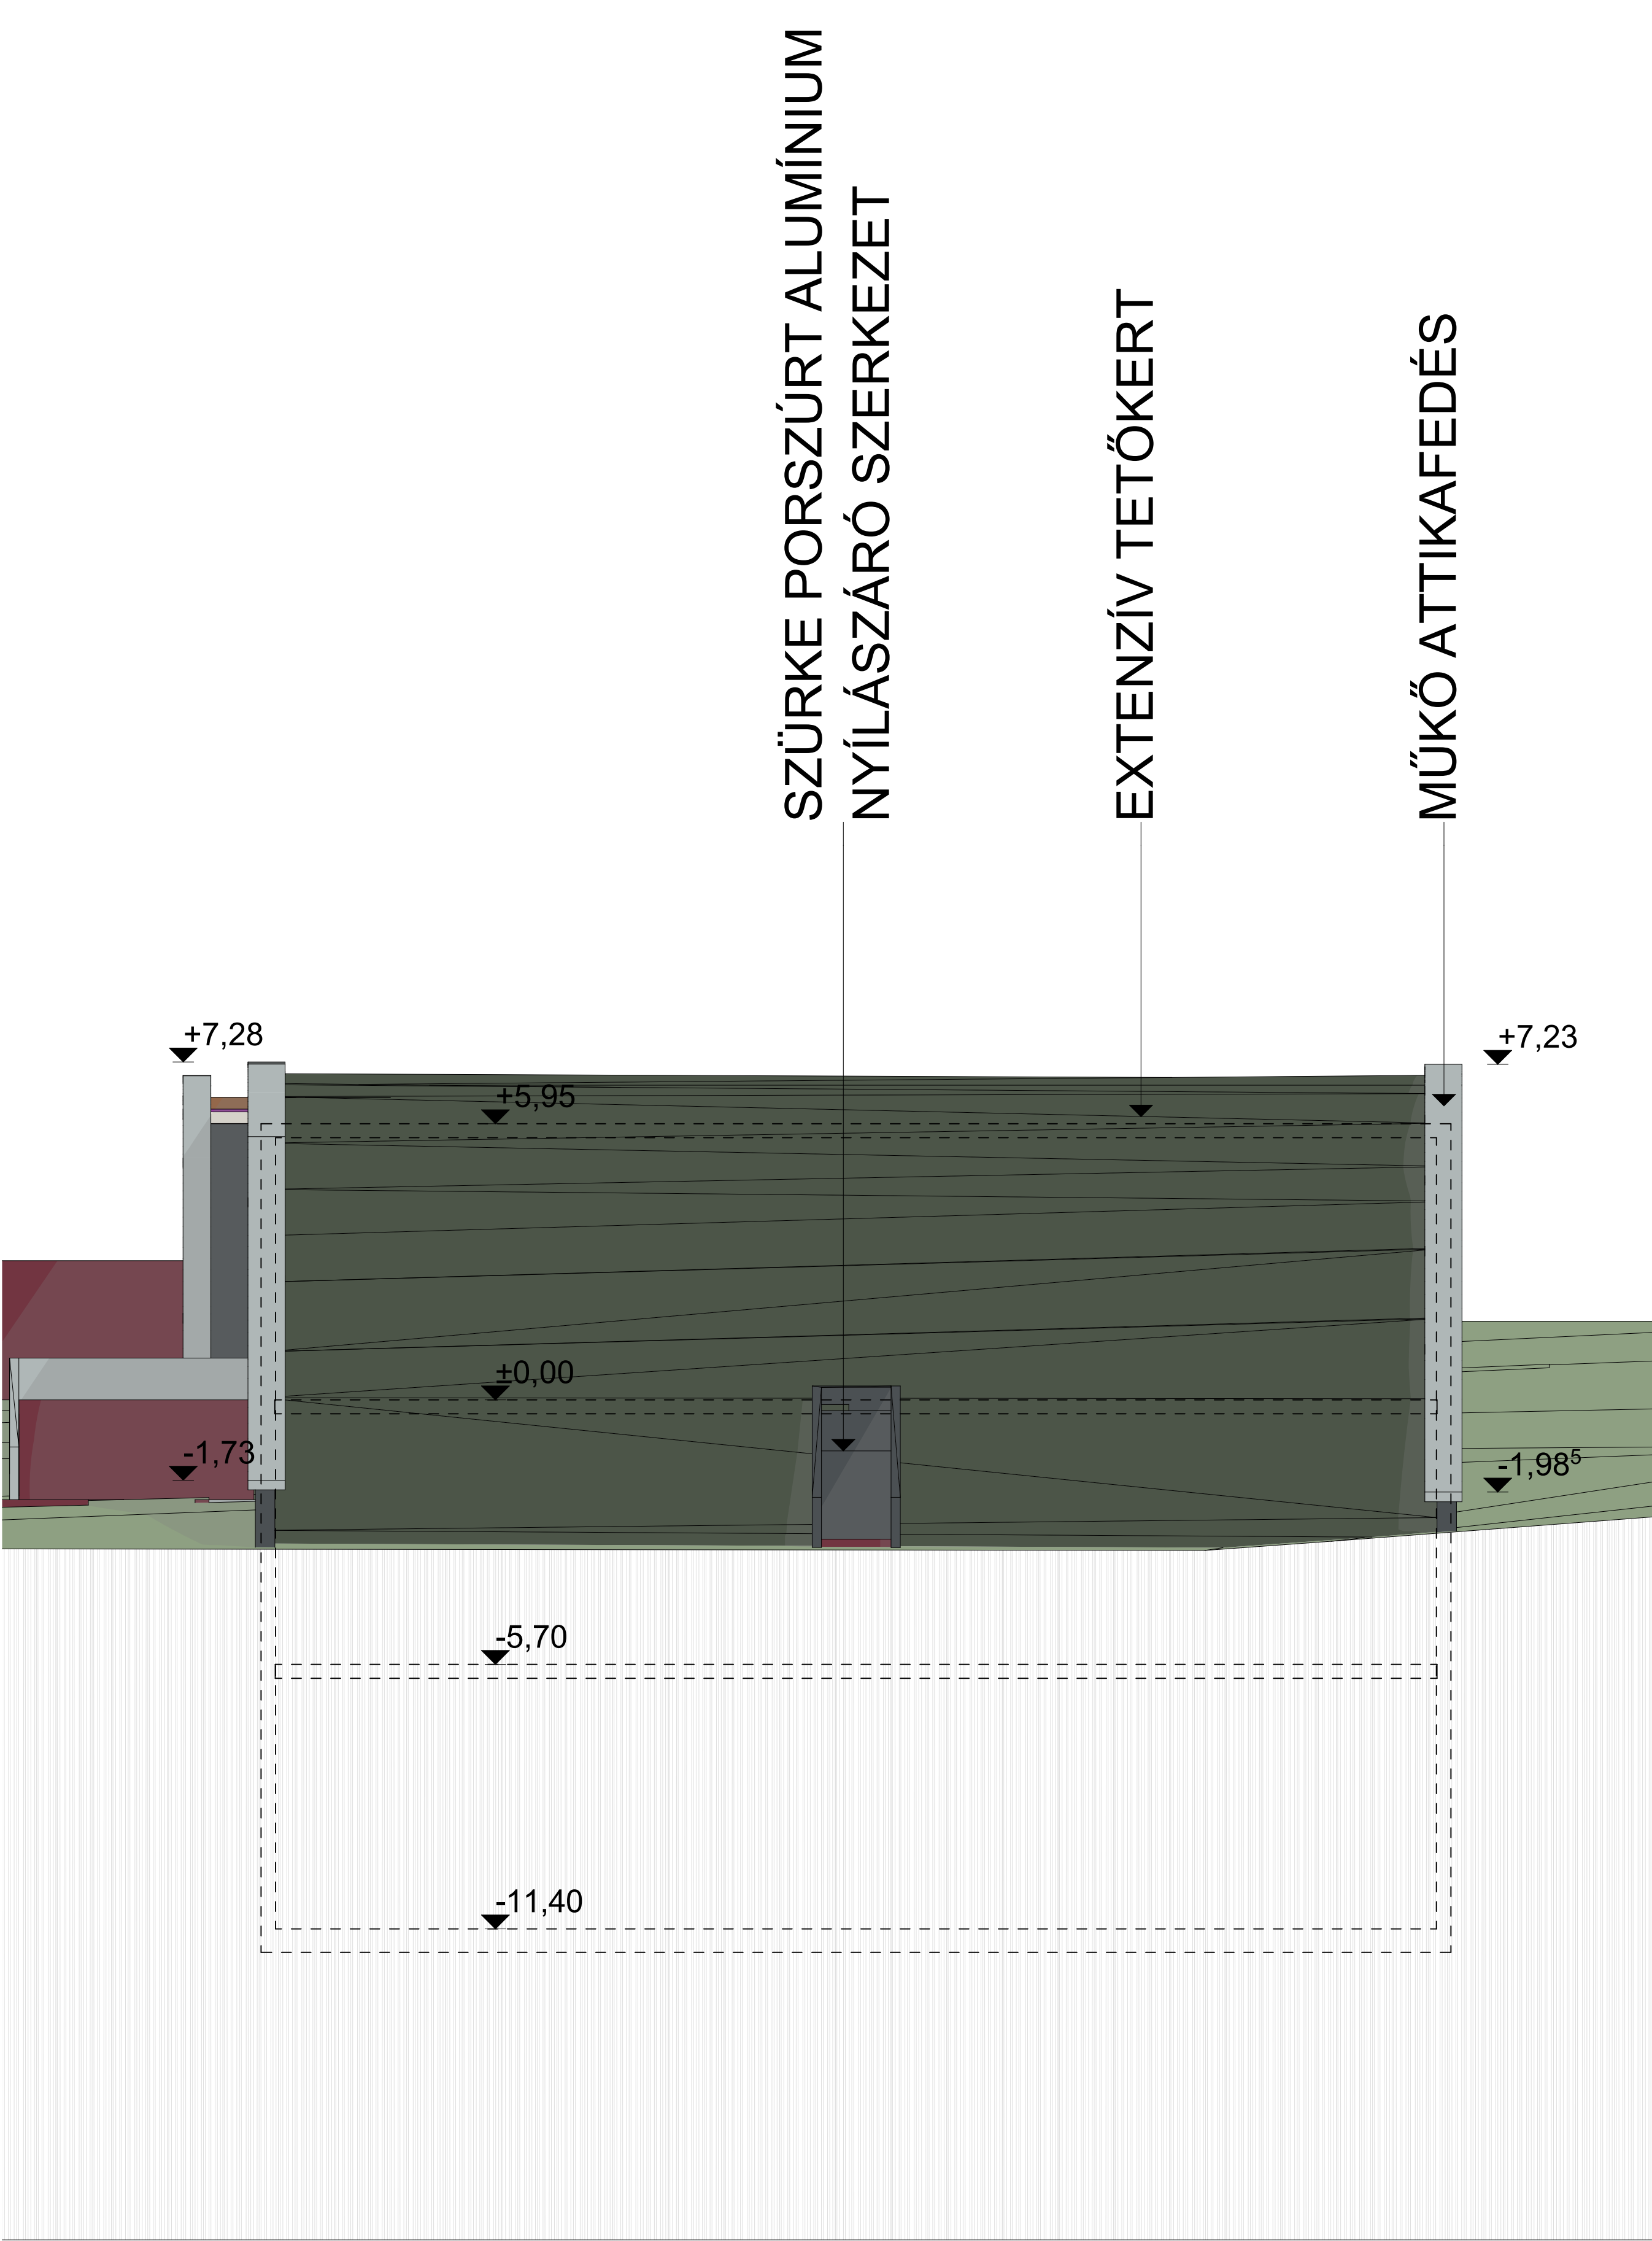 SZÜRKE PORSZÚRT ALUMÍNIUM
NYÍLÁSZÁRÓ SZERKEZET
EXTENZÍV TETŐKERT
MŰKŐ ATTIKAFEDÉS
+7,28
+7,23
+5,95
±0,00
-1,73
-1,98⁵
-5,70
-11,40